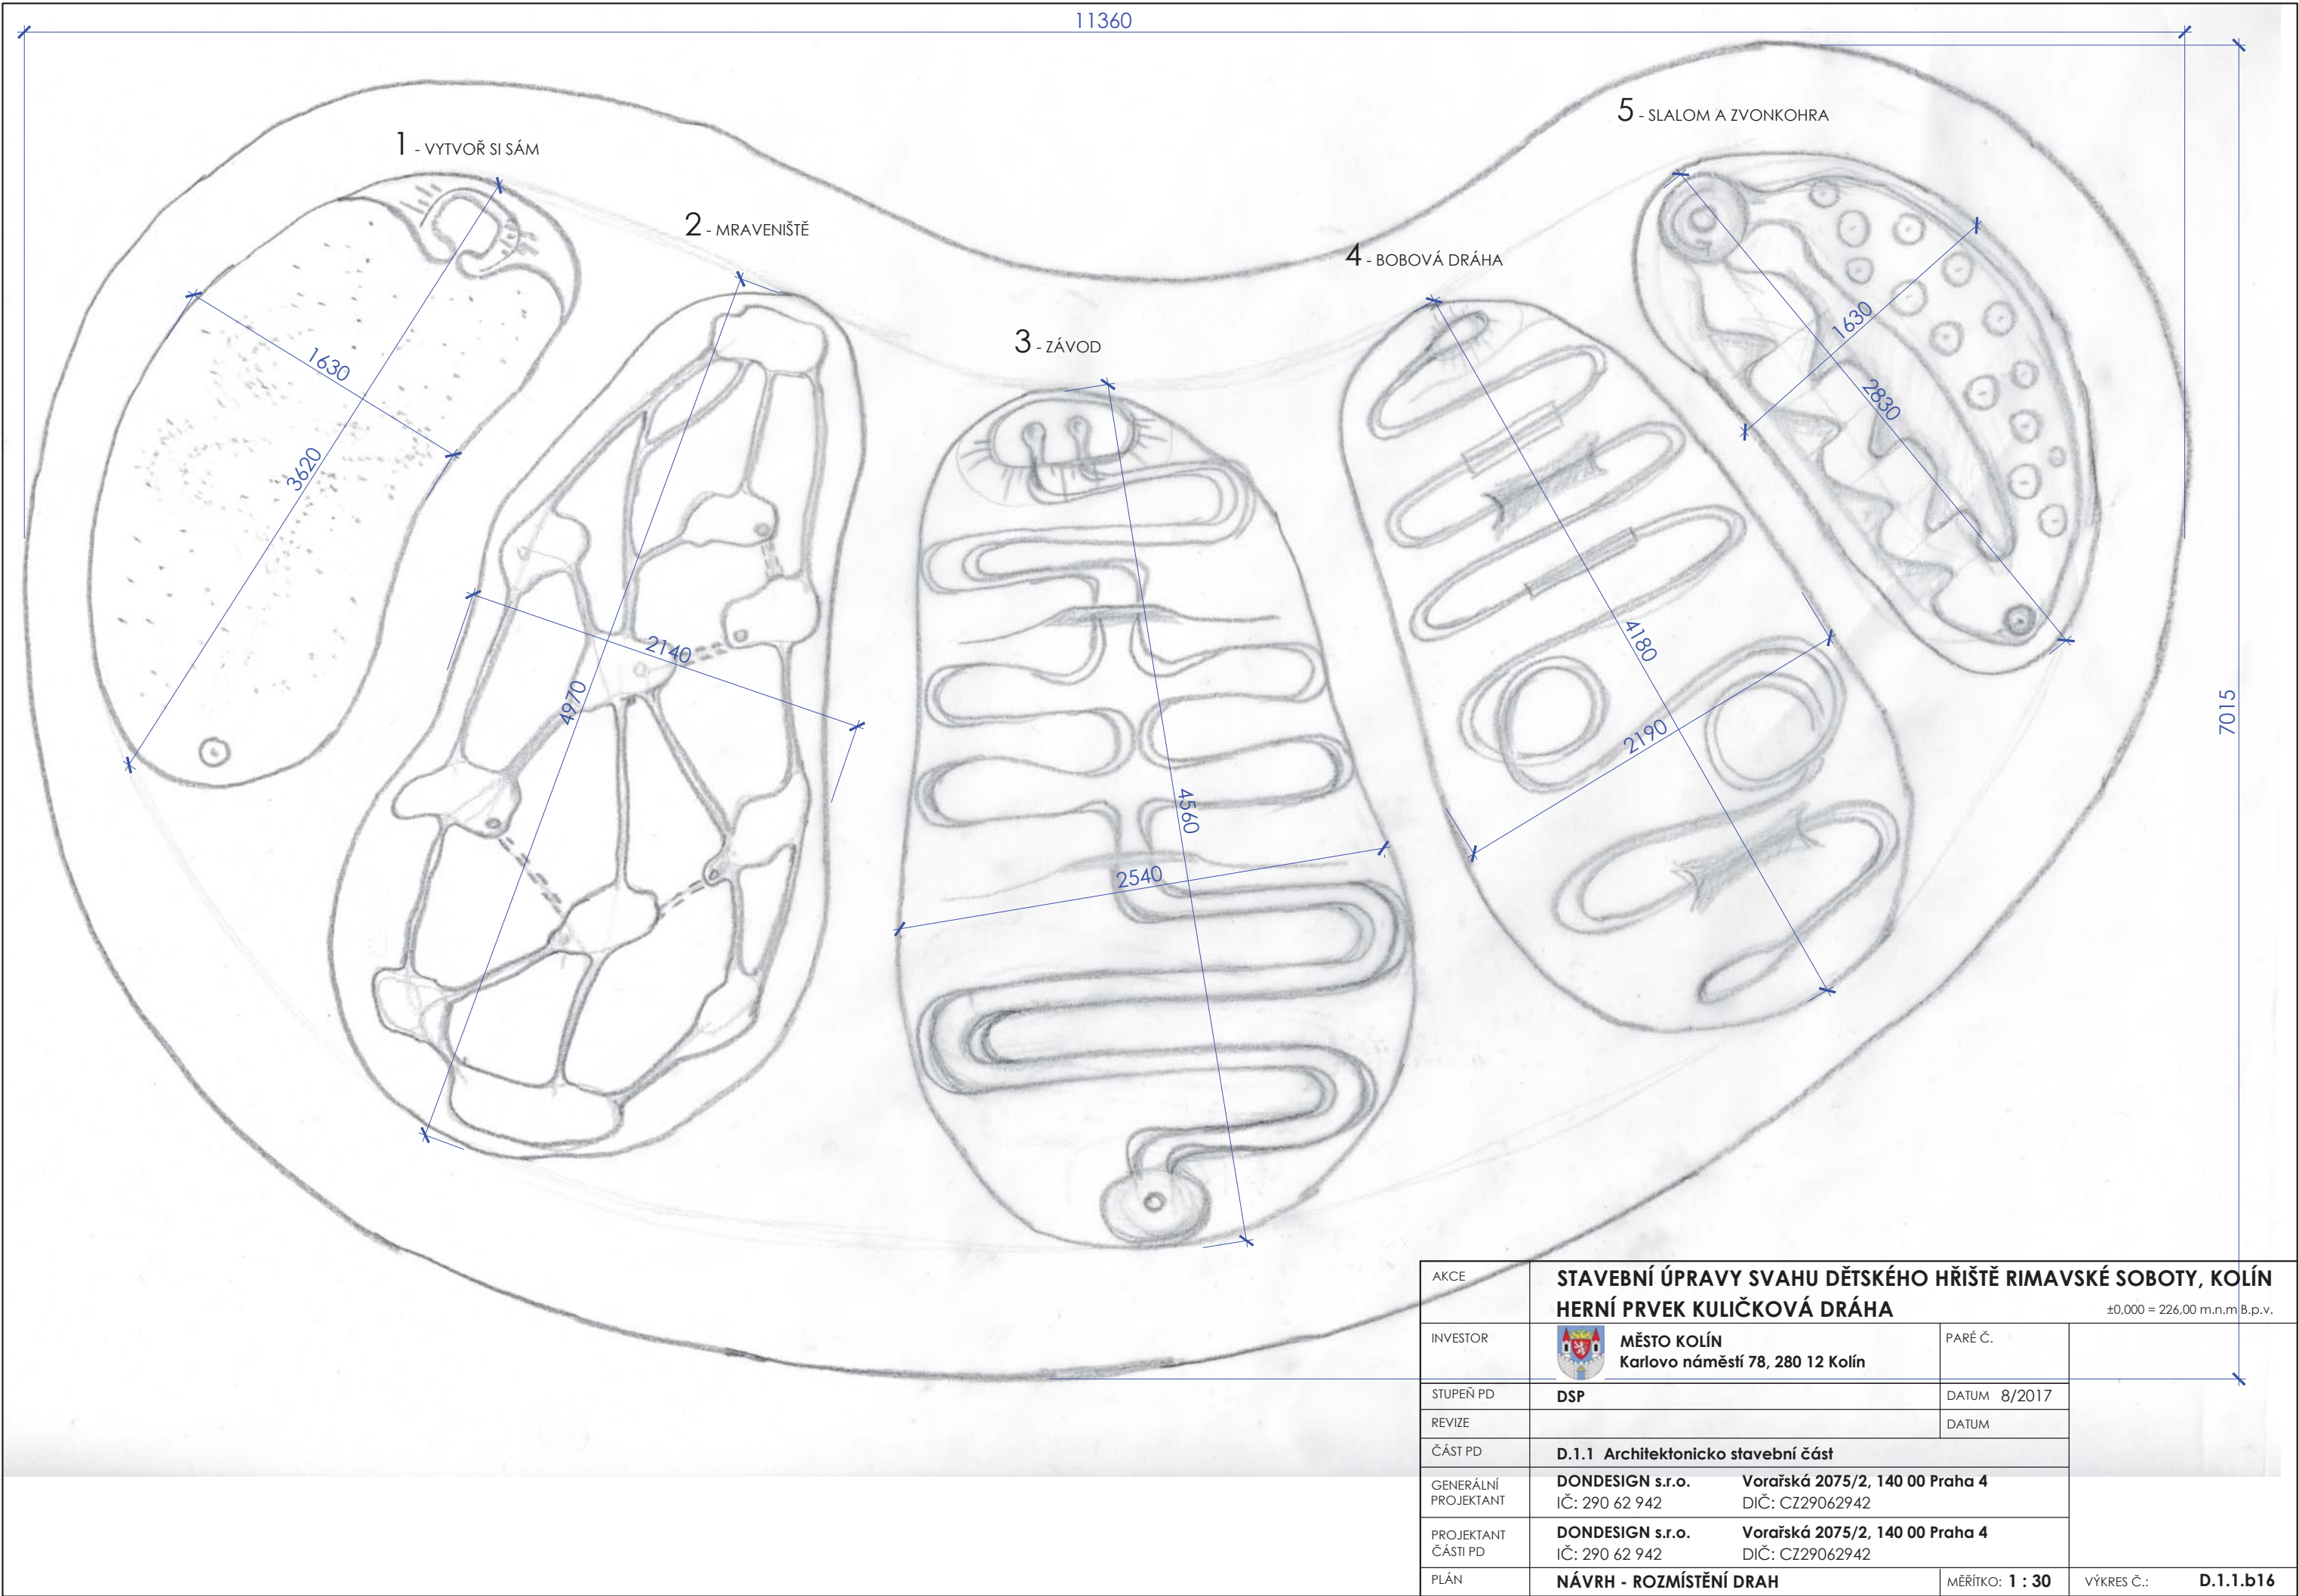 11360
5 - SLALOM A ZVONKOHRA
1 - VYTVOŘ SI SÁM
2 - MRAVENIŠTĚ
4 - BOBOVÁ DRÁHA
3 - ZÁVOD
1630
3620
2140
4970
4560
2540
4180
2190
1630
2830
7015
AKCE
STAVEBNÍ ÚPRAVY SVAHU DĚTSKÉHO HŘIŠTĚ RIMAVSKÉ SOBOTY, KOLÍN
HERNÍ PRVEK KULIČKOVÁ DRÁHA
±0,000 = 226,00 m.n.m B.p.v.
INVESTOR
MĚSTO KOLÍN
Karlovo náměstí 78, 280 12 Kolín
PARÉ Č.
STUPEŇ PD
DSP
DATUM 8/2017
REVIZE
DATUM
ČÁST PD
D.1.1 Architektonicko stavební část
GENERÁLNÍ
PROJEKTANT
DONDESIGN s.r.o. Vorařská 2075/2, 140 00 Praha 4
IČ: 290 62 942 DIČ: CZ29062942
PROJEKTANT
ČÁSTI PD
DONDESIGN s.r.o. Vorařská 2075/2, 140 00 Praha 4
IČ: 290 62 942 DIČ: CZ29062942
PLÁN
NÁVRH - ROZMÍSTĚNÍ DRAH
MĚŘÍTKO: 1 : 30
VÝKRES Č.: D.1.1.b16